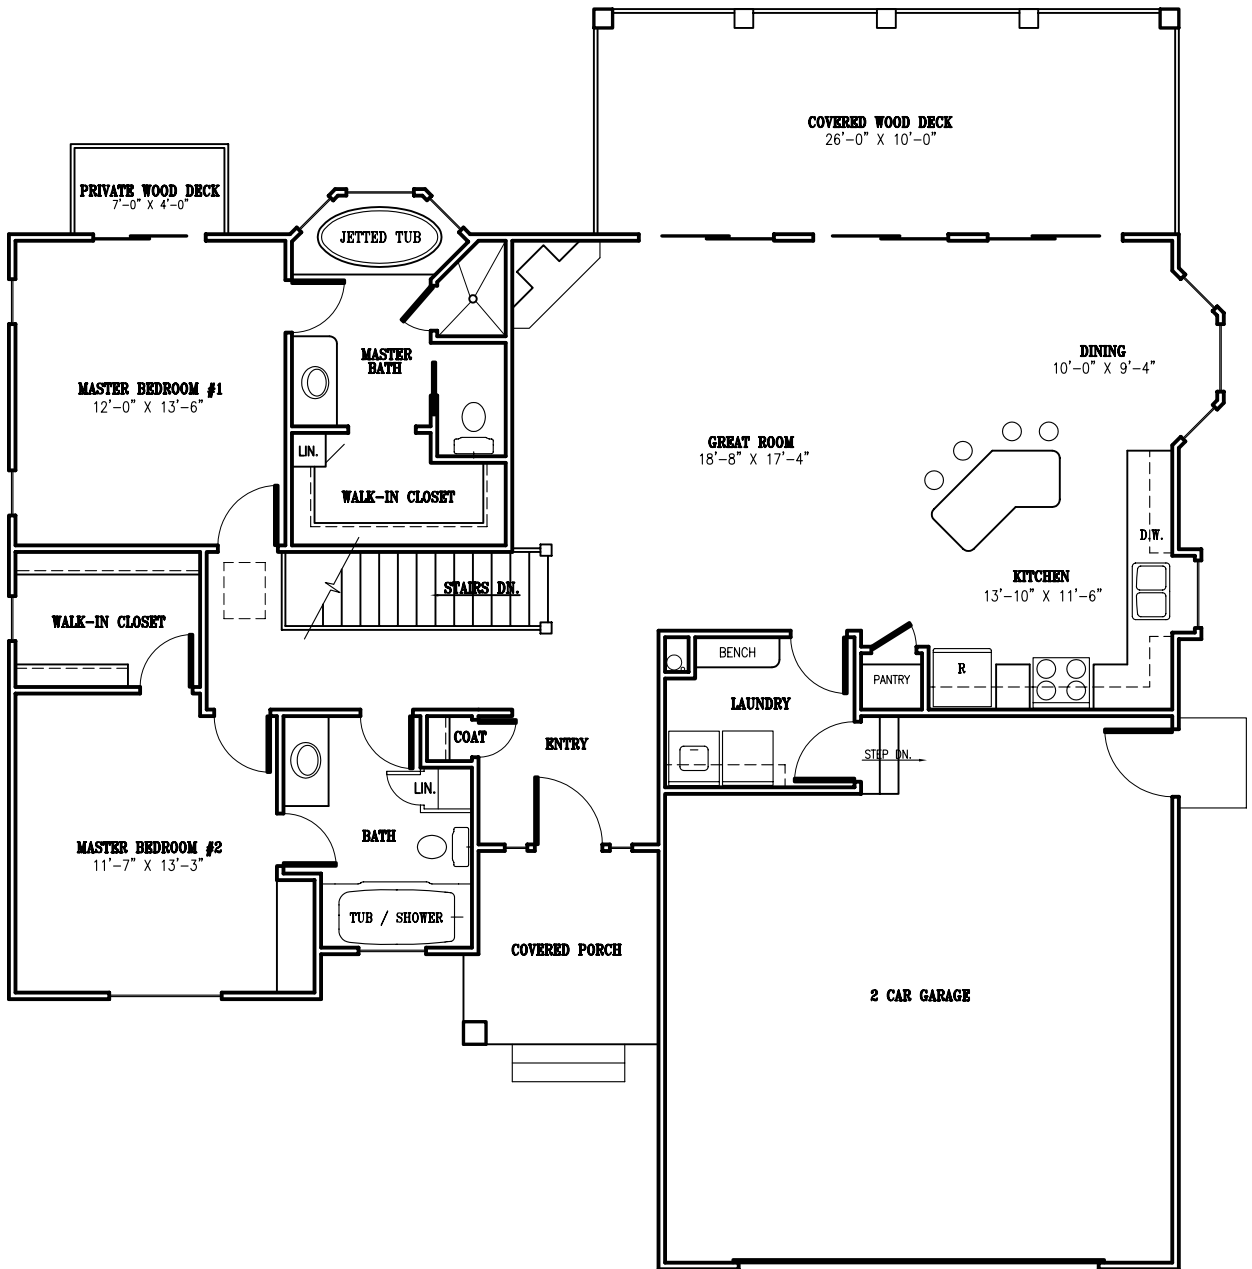 COVERED WOOD DECK
26'-0" X 10'-0"
PRIVATE WOOD DECK
7'-0" X 4'-0"
JETTED TUB
MASTER
BATH
DINING
10'-0" X 9'-4"
MASTER BEDROOM #1
12'-0" X 13'-6"
GREAT ROOM
18'-8" X 17'-4"
LIN.
WALK-IN CLOSET
D.W.
KITCHEN
13'-10" X 11'-6"
STAIRS DN.
WALK-IN CLOSET
BENCH
R
PANTRY
LAUNDRY
COAT
ENTRY
STEP DN.
LIN.
BATH
MASTER BEDROOM #2
11'-7" X 13'-3"
TUB / SHOWER
COVERED PORCH
2 CAR GARAGE